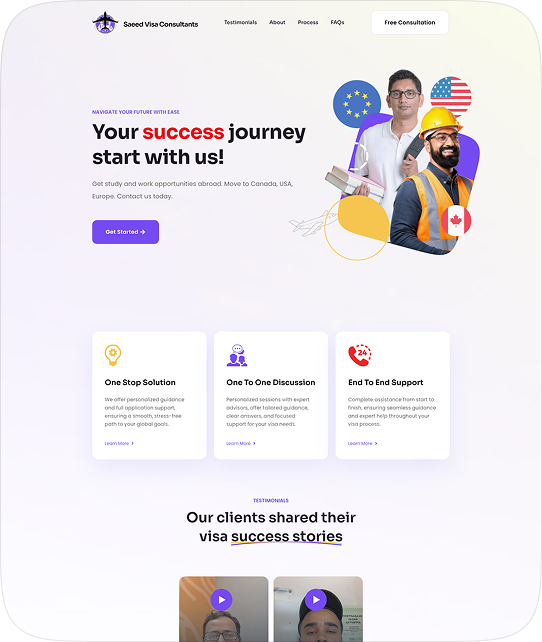 Saeed Visa Consultants
Testimonials
About
Process
FAQs
Free Consultation
NAVIGATE YOUR FUTURE WITH EASE
Your success journey
start with us!
Get study and work opportunities abroad. Move to Canada, USA,
Europe. Contact us today.
Get Started →
24
One Stop Solution
We offer personalized guidance
and full application support,
ensuring a smooth, stress-free
path to your global goals.
Learn More
One To One Discussion
Personalized sessions with expert
advisors, offer tailored guidance,
clear answers, and focused
support for your visa needs.
Learn More
End To End Support
Complete assistance from start to
finish, ensuring seamless guidance
and expert help throughout your
visa process.
Learn More
TESTIMONIALS
Our clients shared their
visa success stories